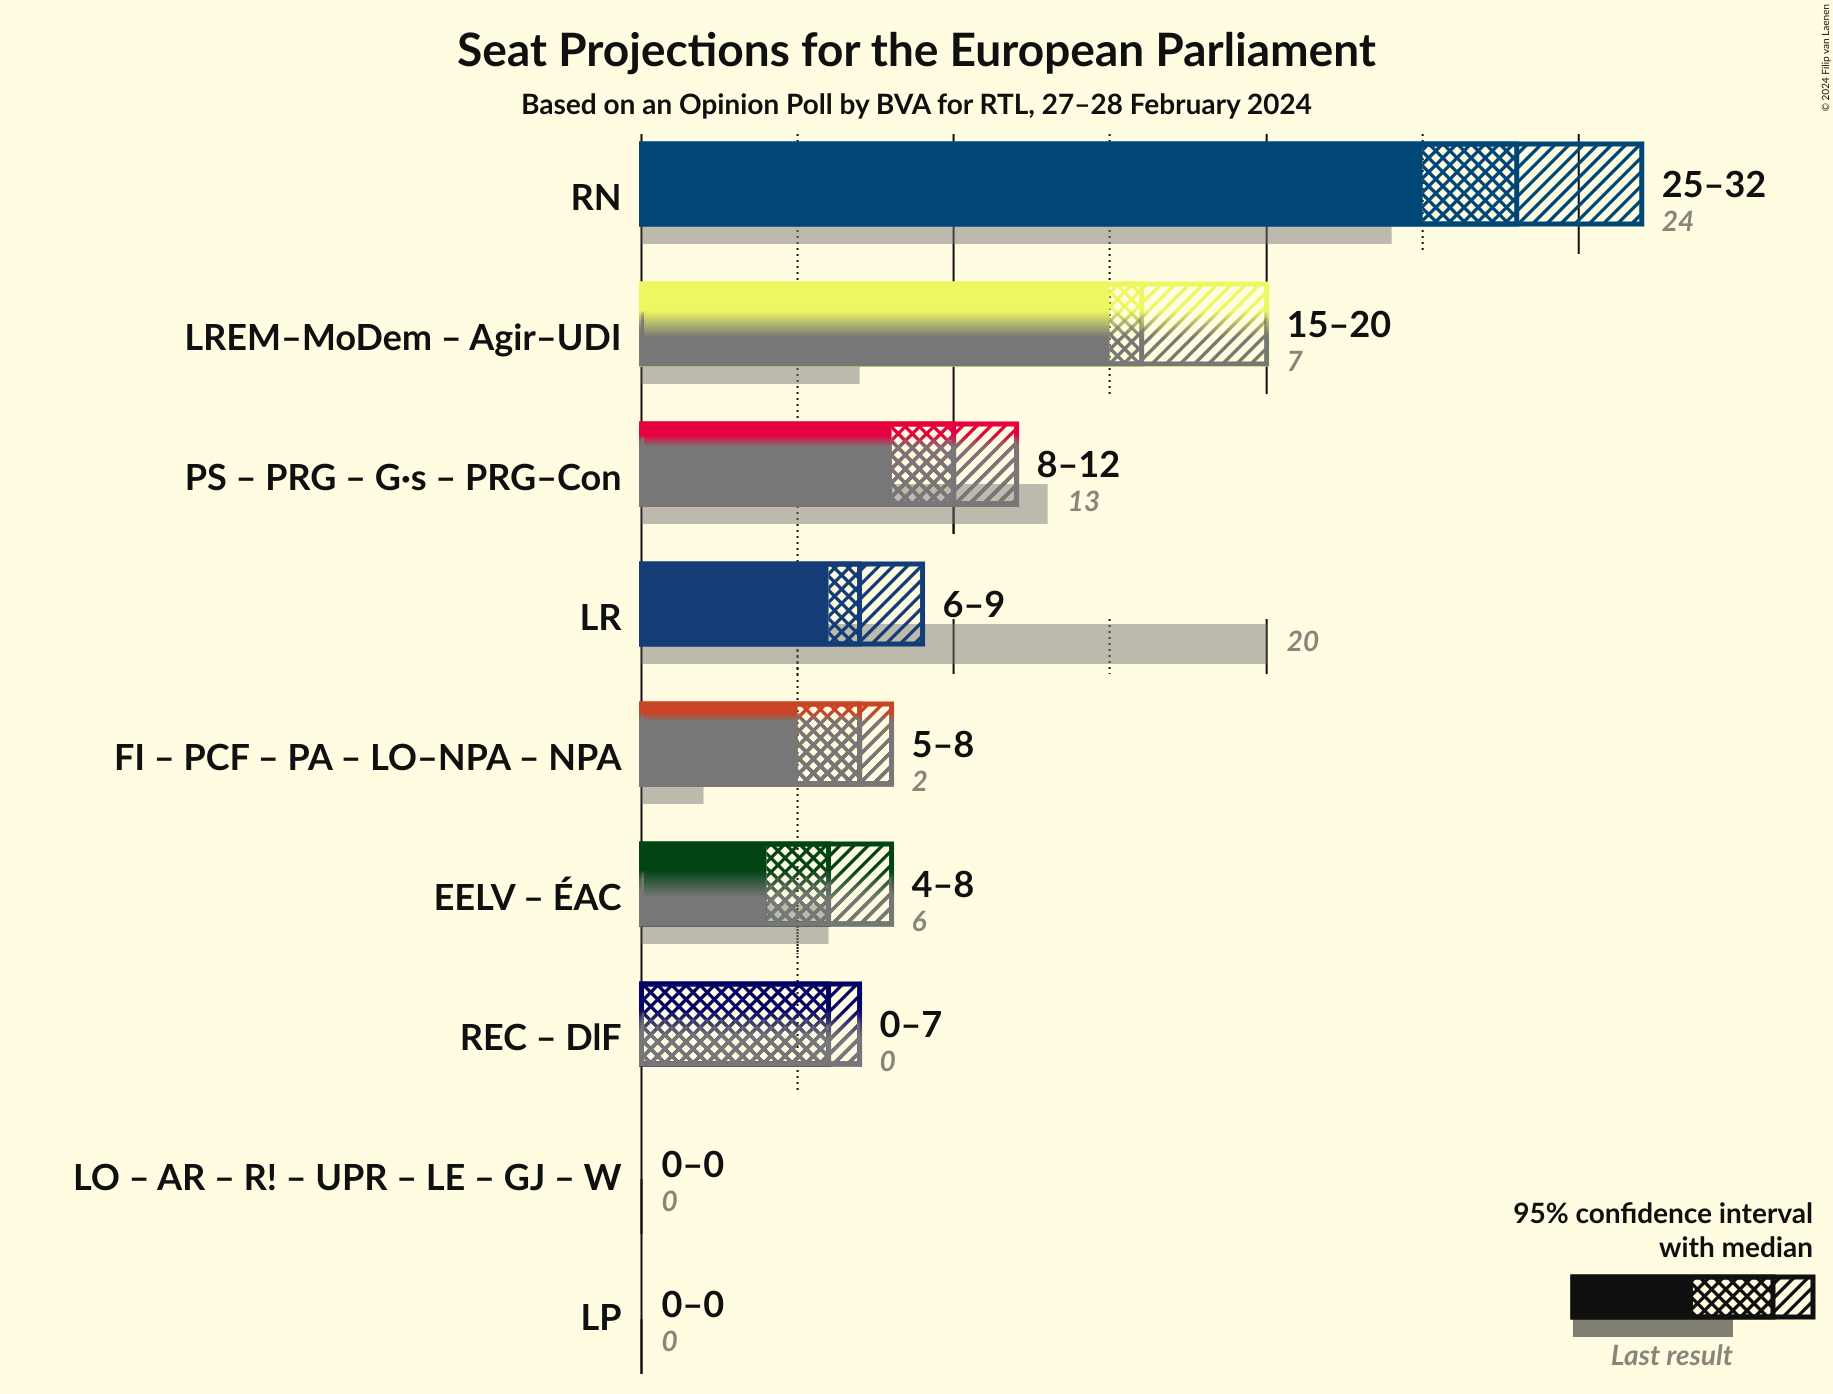 Seat Projections for the European Parliament
Based on an Opinion Poll by BVA for RTL, 27–28 February 2024
© 2024 Filip van Laenen
RN
25–32
24
LREM–MoDem – Agir–UDI
15–20
7
PS – PRG – G·s – PRG–Con
8–12
13
LR
6–9
20
FI – PCF – PA – LO–NPA – NPA
5–8
2
EELV – ÉAC
4–8
6
REC – DlF
0–7
0
LO – AR – R! – UPR – LE – GJ – W
0–0
0
LP
0–0
0
95% confidence interval
with median
Last result